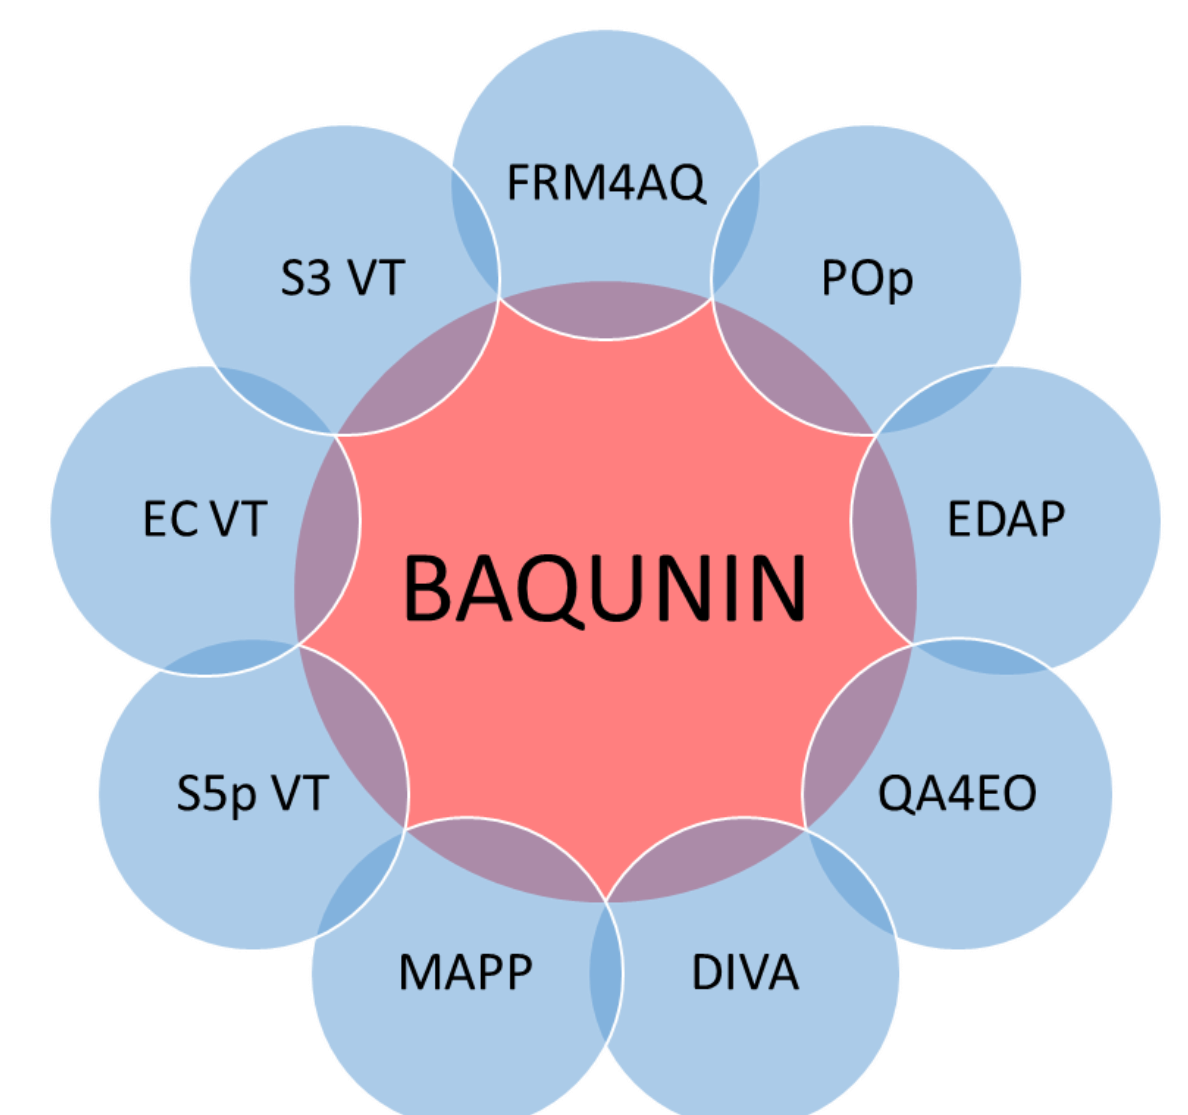 FRM4AQ
S3 VT
POp
EC VT
EDAP
BAQUNIN
S5p VT
QA4EO
MAPP
DIVA